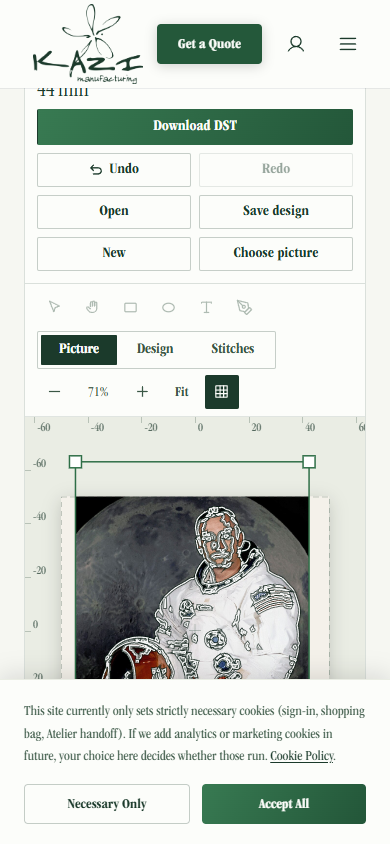 KAZI
manufacturing
Get a Quote
44 mm
Download DST
Undo
Redo
Open
Save design
New
Choose picture
Picture
Design
Stitches
71%
Fit
-60
-40
-20
0
20
40
-60
-40
-20
0
20
This site currently only sets strictly necessary cookies (sign-in, shopping
bag, Atelier handoff). If we add analytics or marketing cookies in
future, your choice here decides whether those run. Cookie Policy.
Necessary Only
Accept All